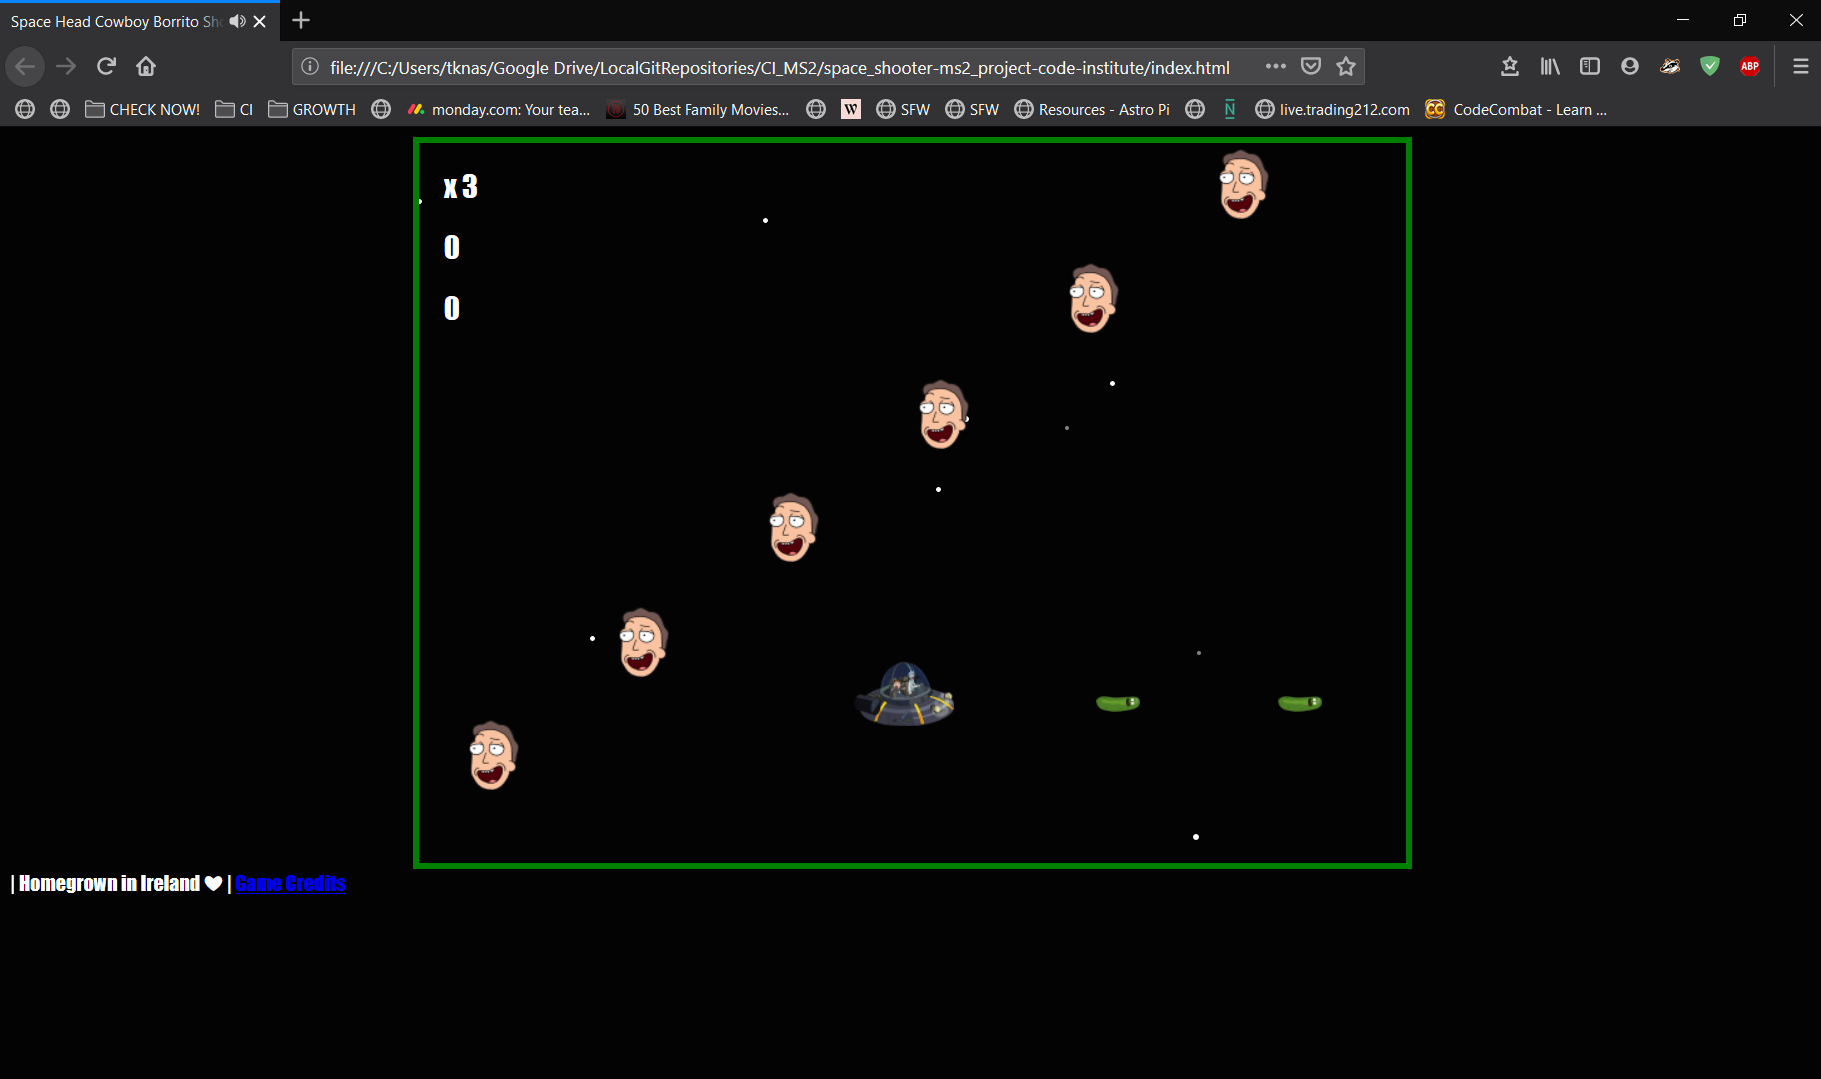 Space Head Cowboy Borrito Sh
file:///C:/Users/tknas/Google Drive/LocalGitRepositories/CI_MS2/space_shooter-ms2_project-code-institute/index.html
ABP
CHECK NOW! CI GROWTH monday.com: Your tea... 50 Best Family Movies... W SFW SFW Resources - Astro Pi N live.trading212.com CC CodeCombat - Learn ...
x 3
0
0
| Homegrown in Ireland ♥ | Game Credits